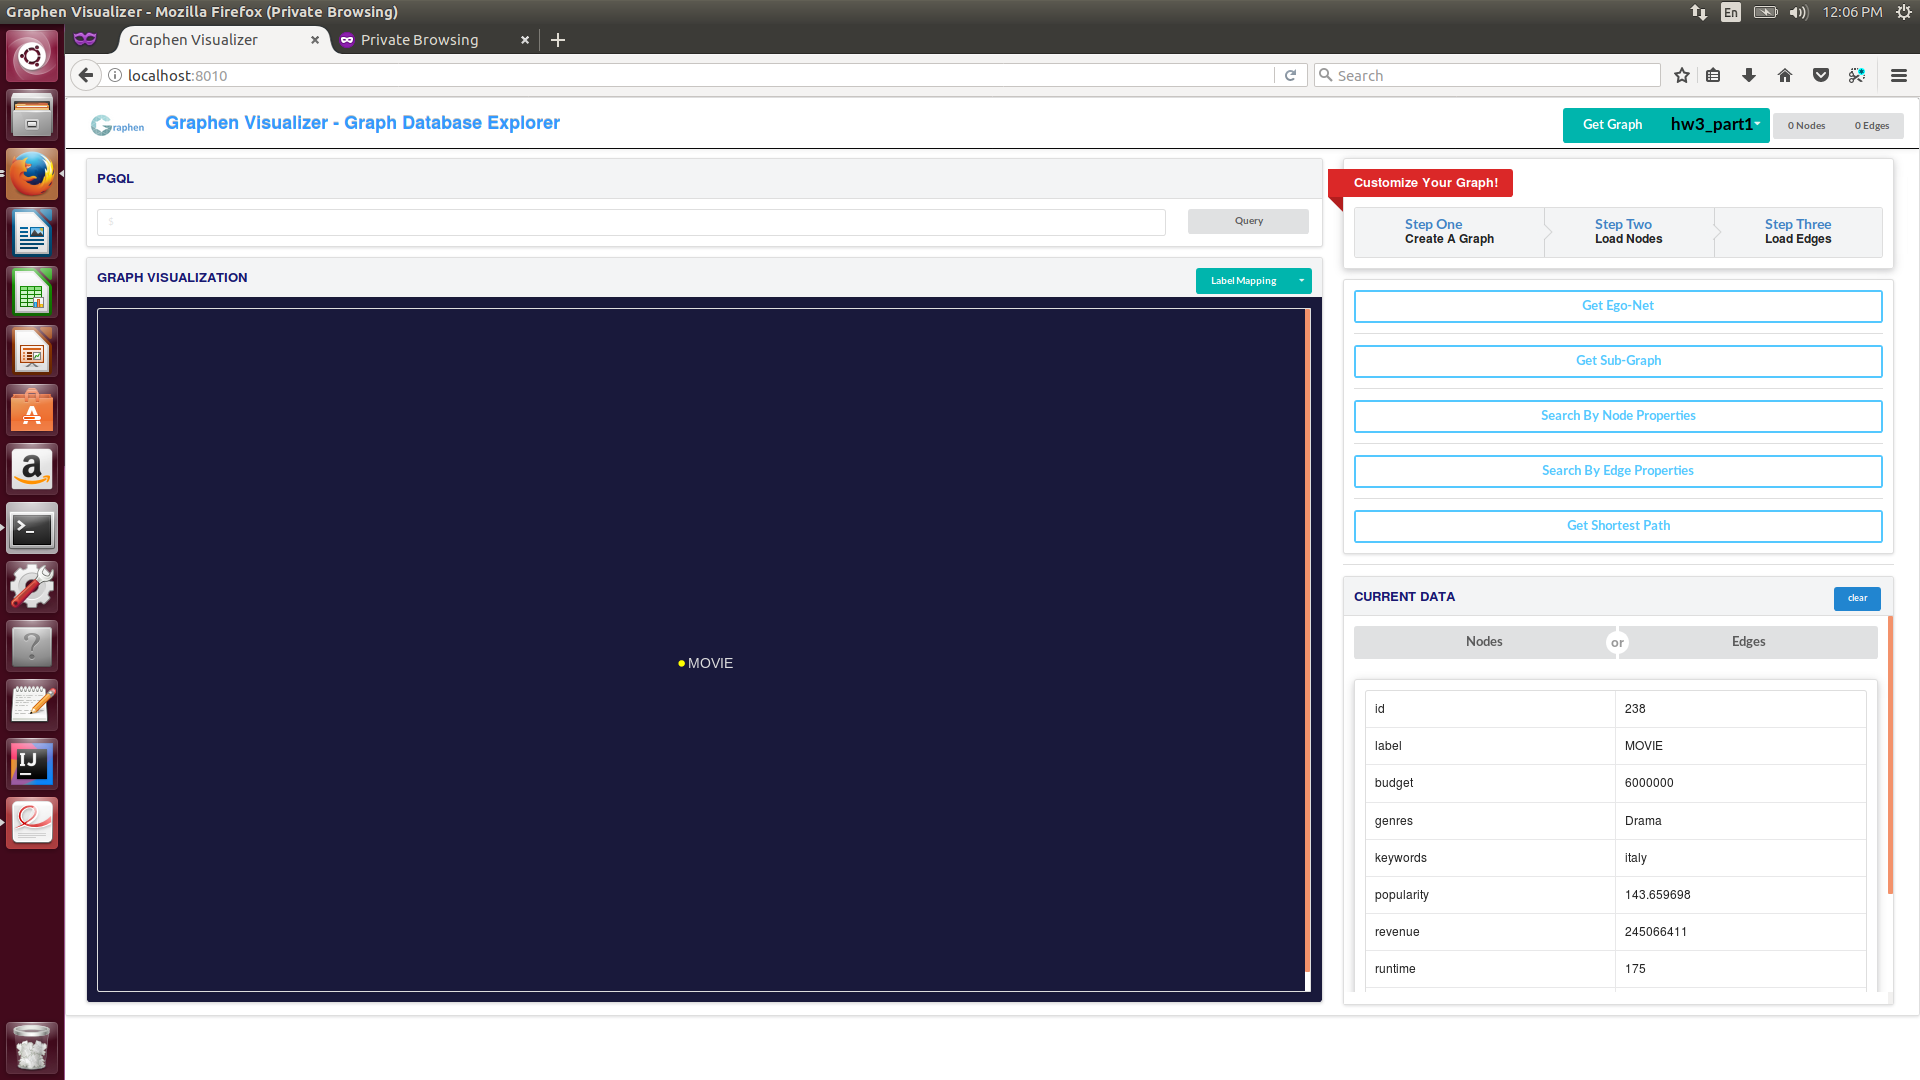 Graphen Visualizer - Mozilla Firefox (Private Browsing)
En
12:06 PM
Graphen Visualizer
Private Browsing
localhost:8010
Search
Graphen
Graphen Visualizer - Graph Database Explorer
Get Graph
hw3_part1
0 Nodes
0 Edges
PGQL
$
Query
Customize Your Graph!
Step One
Create A Graph
Step Two
Load Nodes
Step Three
Load Edges
GRAPH VISUALIZATION
Label Mapping
MOVIE
Get Ego-Net
Get Sub-Graph
Search By Node Properties
Search By Edge Properties
Get Shortest Path
CURRENT DATA
clear
Nodes
or
Edges
id 238
label MOVIE
budget 6000000
genres Drama
keywords italy
popularity 143.659698
revenue 245066411
runtime 175